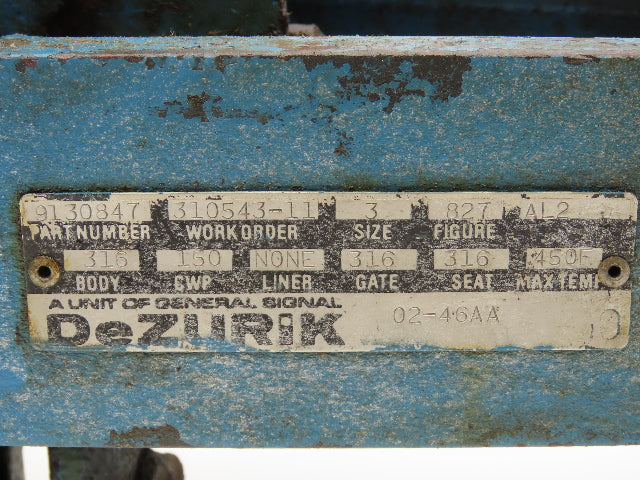 9130847 310543-11 3 827 AL2
PART NUMBER WORK ORDER SIZE FIGURE
316 150 NONE 316 316 450F
BODY CWP LINER GATE SEAT MAX TEMP
A UNIT OF GENERAL SIGNAL
DeZURIK 02-46AA